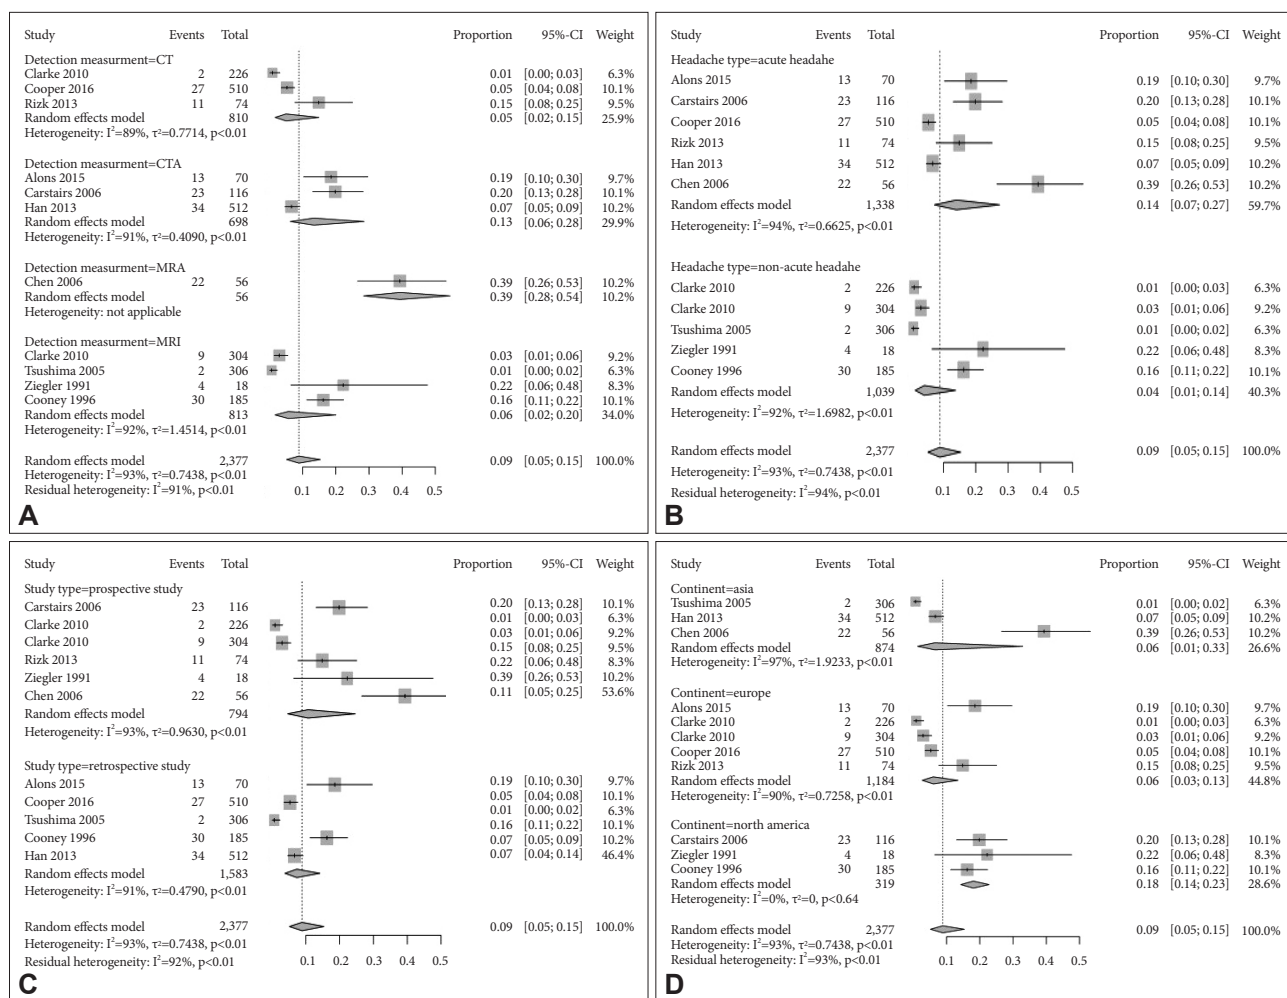 Study Events Total Proportion 95%-CI Weight
Detection measurment=CT
Clarke 2010 2 226 0.01 [0.00; 0.03] 6.3%
Cooper 2016 27 510 0.05 [0.04; 0.08] 10.1%
Rizk 2013 11 74 0.15 [0.08; 0.25] 9.5%
Random effects model 810 0.05 [0.02; 0.15] 25.9%
Heterogeneity: I²=89%, τ²=0.7714, p<0.01
Detection measurment=CTA
Alons 2015 13 70 0.19 [0.10; 0.30] 9.7%
Carstairs 2006 23 116 0.20 [0.13; 0.28] 10.1%
Han 2013 34 512 0.07 [0.05; 0.09] 10.2%
Random effects model 698 0.13 [0.06; 0.28] 29.9%
Heterogeneity: I²=91%, τ²=0.4090, p<0.01
Detection measurment=MRA
Chen 2006 22 56 0.39 [0.26; 0.53] 10.2%
Random effects model 56 0.39 [0.28; 0.54] 10.2%
Heterogeneity: not applicable
Detection measurment=MRI
Clarke 2010 9 304 0.03 [0.01; 0.06] 9.2%
Tsushima 2005 2 306 0.01 [0.00; 0.02] 6.3%
Ziegler 1991 4 18 0.22 [0.06; 0.48] 8.3%
Cooney 1996 30 185 0.16 [0.11; 0.22] 10.1%
Random effects model 813 0.06 [0.02; 0.20] 34.0%
Heterogeneity: I²=92%, τ²=1.4514, p<0.01
Random effects model 2,377 0.09 [0.05; 0.15] 100.0%
Heterogeneity: I²=93%, τ²=0.7438, p<0.01
Residual heterogeneity: I²=91%, p<0.01
0.1 0.2 0.3 0.4 0.5
A
Study Events Total Proportion 95%-CI Weight
Headache type=acute headahe
Alons 2015 13 70 0.19 [0.10; 0.30] 9.7%
Carstairs 2006 23 116 0.20 [0.13; 0.28] 10.1%
Cooper 2016 27 510 0.05 [0.04; 0.08] 10.1%
Rizk 2013 11 74 0.15 [0.08; 0.25] 9.5%
Han 2013 34 512 0.07 [0.05; 0.09] 10.2%
Chen 2006 22 56 0.39 [0.26; 0.53] 10.2%
Random effects model 1,338 0.14 [0.07; 0.27] 59.7%
Heterogeneity: I²=94%, τ²=0.6625, p<0.01
Headache type=non-acute headahe
Clarke 2010 2 226 0.01 [0.00; 0.03] 6.3%
Clarke 2010 9 304 0.03 [0.01; 0.06] 9.2%
Tsushima 2005 2 306 0.01 [0.00; 0.02] 6.3%
Ziegler 1991 4 18 0.22 [0.06; 0.48] 8.3%
Cooney 1996 30 185 0.16 [0.11; 0.22] 10.1%
Random effects model 1,039 0.04 [0.01; 0.14] 40.3%
Heterogeneity: I²=92%, τ²=1.6982, p<0.01
Random effects model 2,377 0.09 [0.05; 0.15] 100.0%
Heterogeneity: I²=93%, τ²=0.7438, p<0.01
Residual heterogeneity: I²=94%, p<0.01
0.1 0.2 0.3 0.4 0.5
B
Study Events Total Proportion 95%-CI Weight
Study type=prospective study
Carstairs 2006 23 116 0.20 [0.13; 0.28] 10.1%
Clarke 2010 2 226 0.01 [0.00; 0.03] 6.3%
Clarke 2010 9 304 0.03 [0.01; 0.06] 9.2%
Rizk 2013 11 74 0.15 [0.08; 0.25] 9.5%
Ziegler 1991 4 18 0.22 [0.06; 0.48] 8.3%
Chen 2006 22 56 0.39 [0.26; 0.53] 10.2%
Random effects model 794 0.11 [0.05; 0.25] 53.6%
Heterogeneity: I²=93%, τ²=0.9630, p<0.01
Study type=retrospective study
Alons 2015 13 70 0.19 [0.10; 0.30] 9.7%
Cooper 2016 27 510 0.05 [0.04; 0.08] 10.1%
Tsushima 2005 2 306 0.01 [0.00; 0.02] 6.3%
Cooney 1996 30 185 0.16 [0.11; 0.22] 10.1%
Han 2013 34 512 0.07 [0.05; 0.09] 10.2%
Random effects model 1,583 0.07 [0.04; 0.14] 46.4%
Heterogeneity: I²=91%, τ²=0.4790, p<0.01
Random effects model 2,377 0.09 [0.05; 0.15] 100.0%
Heterogeneity: I²=93%, τ²=0.7438, p<0.01
Residual heterogeneity: I²=92%, p<0.01
0.1 0.2 0.3 0.4 0.5
C
Study Events Total Proportion 95%-CI Weight
Continent=asia
Tsushima 2005 2 306 0.01 [0.00; 0.02] 6.3%
Han 2013 34 512 0.07 [0.05; 0.09] 10.2%
Chen 2006 22 56 0.39 [0.26; 0.53] 10.2%
Random effects model 874 0.06 [0.01; 0.33] 26.6%
Heterogeneity: I²=97%, τ²=1.9233, p<0.01
Continent=europe
Alons 2015 13 70 0.19 [0.10; 0.30] 9.7%
Clarke 2010 2 226 0.01 [0.00; 0.03] 6.3%
Clarke 2010 9 304 0.03 [0.01; 0.06] 9.2%
Cooper 2016 27 510 0.05 [0.04; 0.08] 10.1%
Rizk 2013 11 74 0.15 [0.08; 0.25] 9.5%
Random effects model 1,184 0.06 [0.03; 0.13] 44.8%
Heterogeneity: I²=90%, τ²=0.7258, p<0.01
Continent=north america
Carstairs 2006 23 116 0.20 [0.13; 0.28] 10.1%
Ziegler 1991 4 18 0.22 [0.06; 0.48] 8.3%
Cooney 1996 30 185 0.16 [0.11; 0.22] 10.1%
Random effects model 319 0.18 [0.14; 0.23] 28.6%
Heterogeneity: I²=0%, τ²=0, p<0.64
Random effects model 2,377 0.09 [0.05; 0.15] 100.0%
Heterogeneity: I²=93%, τ²=0.7438, p<0.01
Residual heterogeneity: I²=93%, p<0.01
0.1 0.2 0.3 0.4 0.5
D